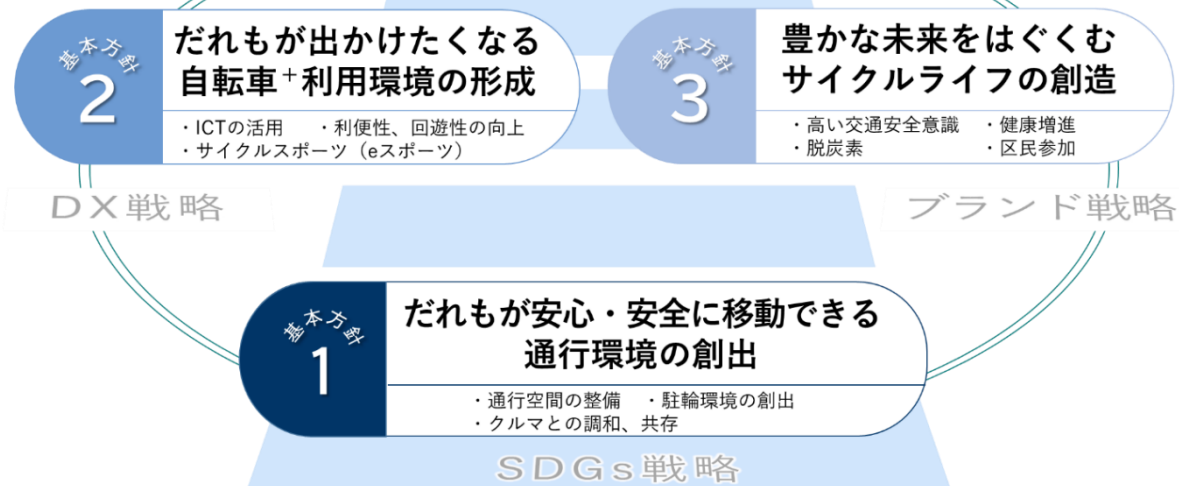 基本方針
2
だれもが出かけたくなる
自転車⁺利用環境の形成
・ICTの活用　・利便性、回遊性の向上
・サイクルスポーツ（eスポーツ）
基本方針
3
豊かな未来をはぐくむ
サイクルライフの創造
・高い交通安全意識　・健康増進
・脱炭素　・区民参加
DX戦略
ブランド戦略
基本方針
1
だれもが安心・安全に移動できる
通行環境の創出
・通行空間の整備　・駐輪環境の創出
・クルマとの調和、共存
SDGs戦略